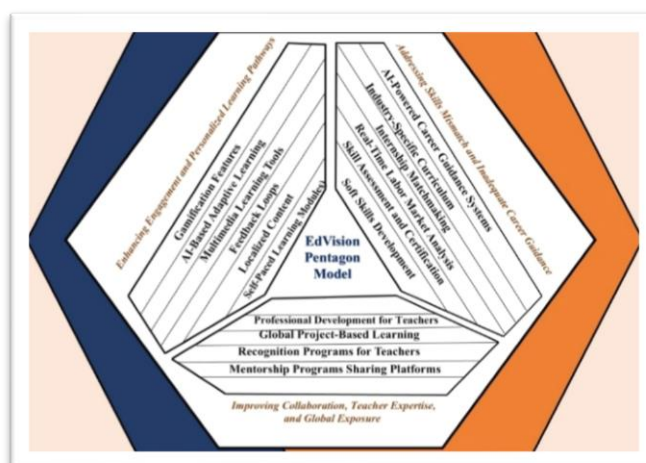 Enhancing Engagement and Personalized Learning Pathways
Gamification Features
AI-Based Adaptive Learning
Multimedia Learning Tools
Feedback Loops
Localized Content
Self-Paced Learning Modules)
Addressing Skills Mismatch and Inadequate Career Guidance
AI-Powered Career Guidance Systems
Industry-Specific Curriculum
Internship Matchmaking
Real-Time Labor Market Analysis
Skill Assessment and Certification
Soft Skills Development
EdVision
Pentagon
Model
Professional Development for Teachers
Global Project-Based Learning
Recognition Programs for Teachers
Mentorship Programs Sharing Platforms
Improving Collaboration, Teacher Expertise,
and Global Exposure